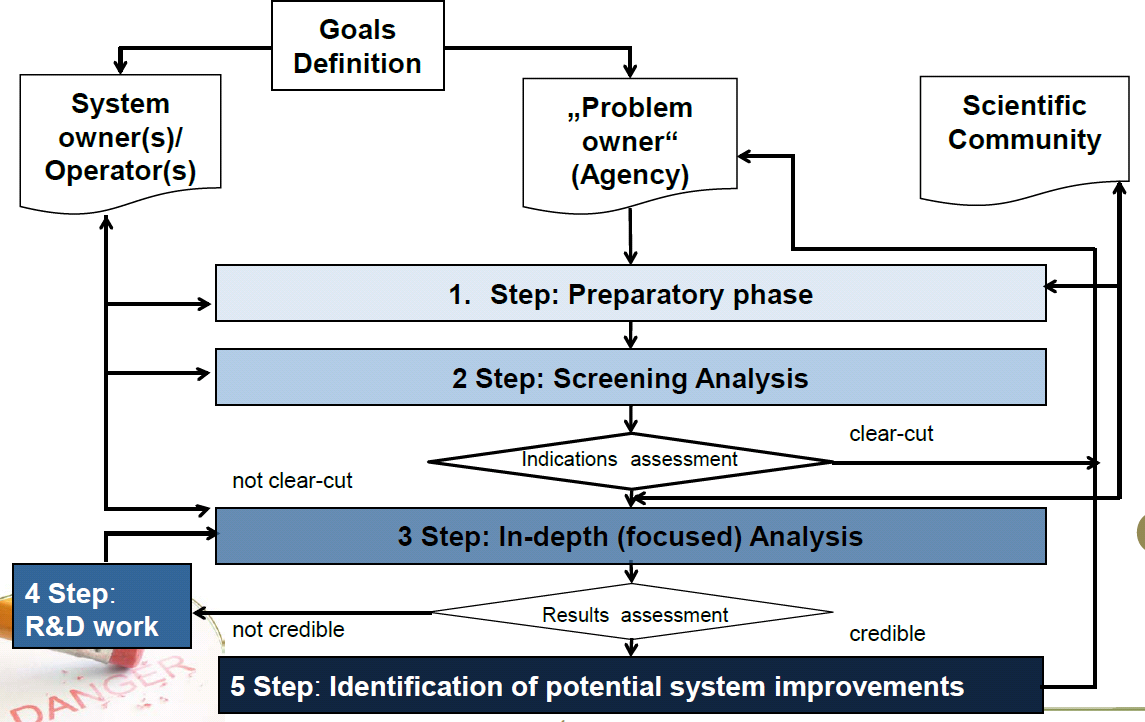 Goals
Definition
System
owner(s)/
Operator(s)
„Problem
owner“
(Agency)
Scientific
Community
1. Step: Preparatory phase
2 Step: Screening Analysis
clear-cut
Indications assessment
not clear-cut
3 Step: In-depth (focused) Analysis
4 Step:
R&D work
Results assessment
not credible
credible
5 Step: Identification of potential system improvements
DANGER